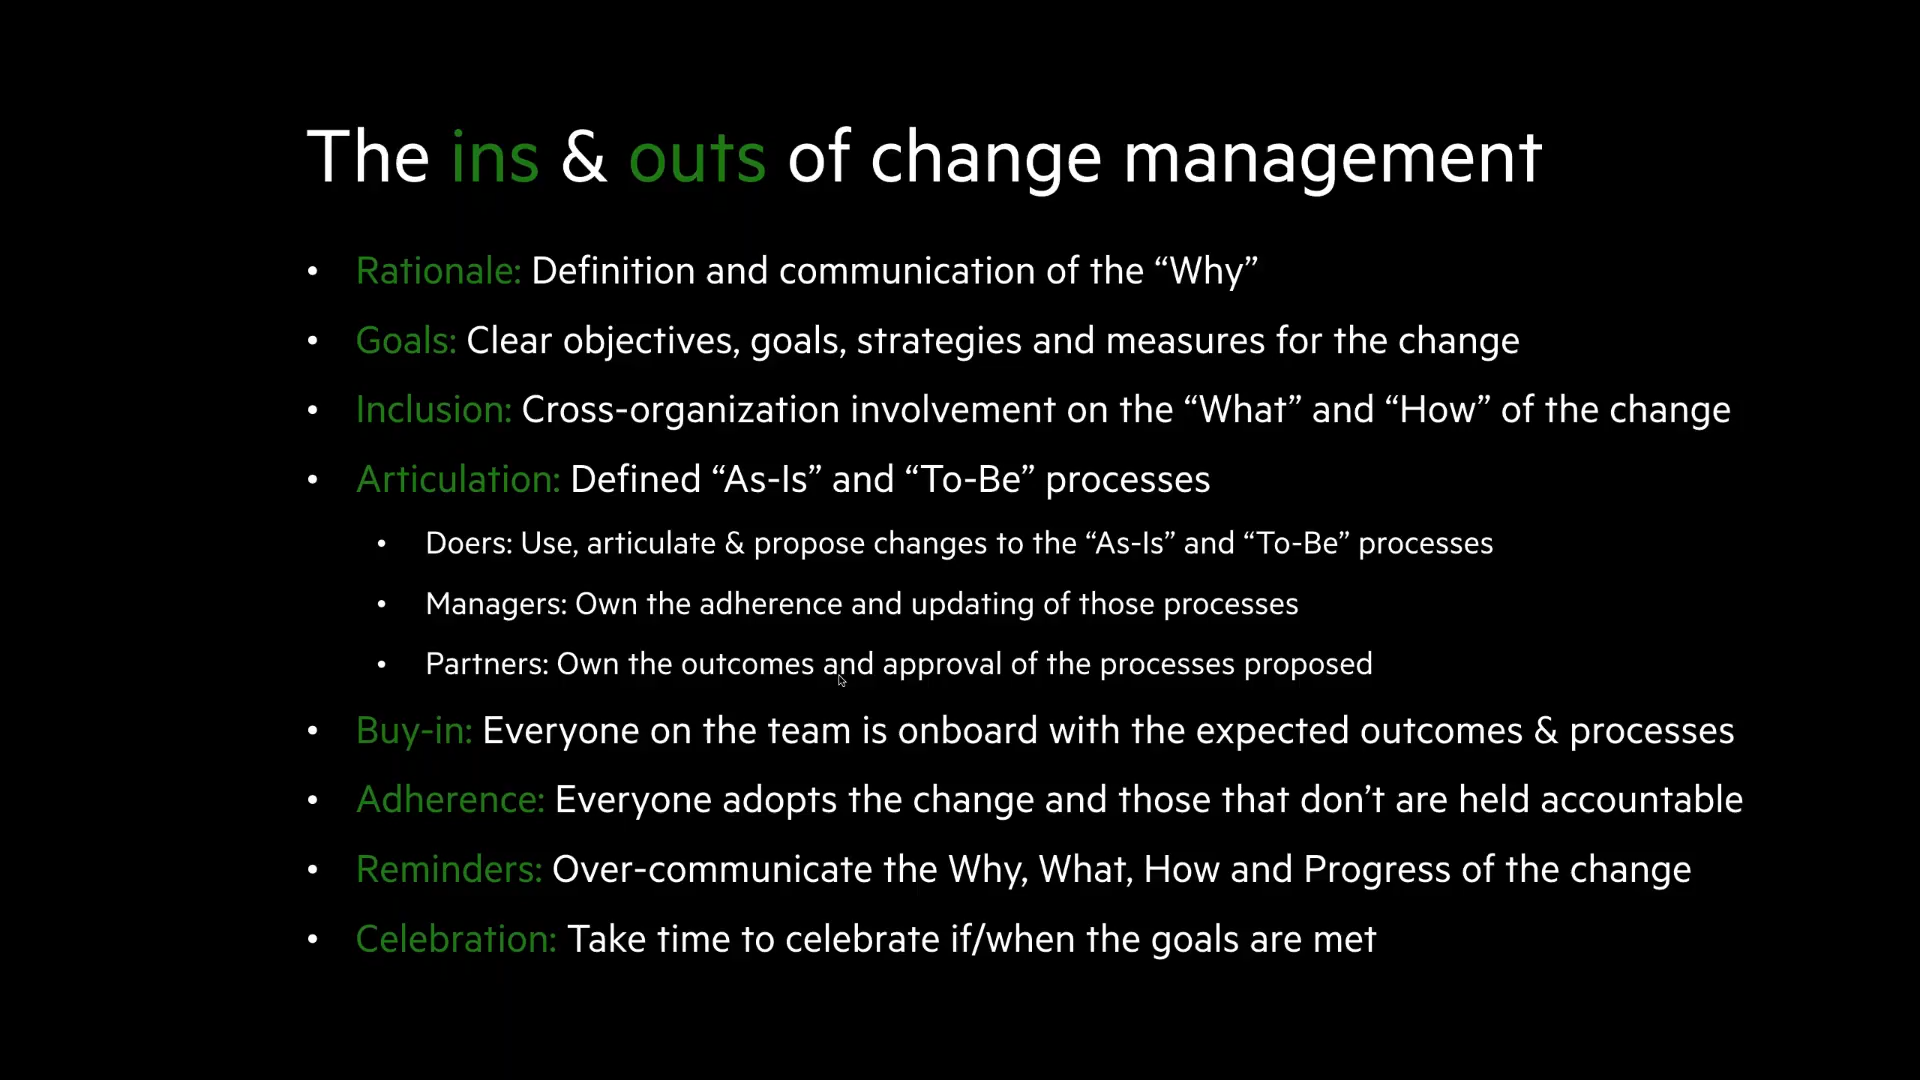 The ins & outs of change management
• Rationale: Definition and communication of the “Why”
• Goals: Clear objectives, goals, strategies and measures for the change
• Inclusion: Cross-organization involvement on the “What” and “How” of the change
• Articulation: Defined “As-Is” and “To-Be” processes
• Doers: Use, articulate & propose changes to the “As-Is” and “To-Be” processes
• Managers: Own the adherence and updating of those processes
• Partners: Own the outcomes and approval of the processes proposed
• Buy-in: Everyone on the team is onboard with the expected outcomes & processes
• Adherence: Everyone adopts the change and those that don’t are held accountable
• Reminders: Over-communicate the Why, What, How and Progress of the change
• Celebration: Take time to celebrate if/when the goals are met